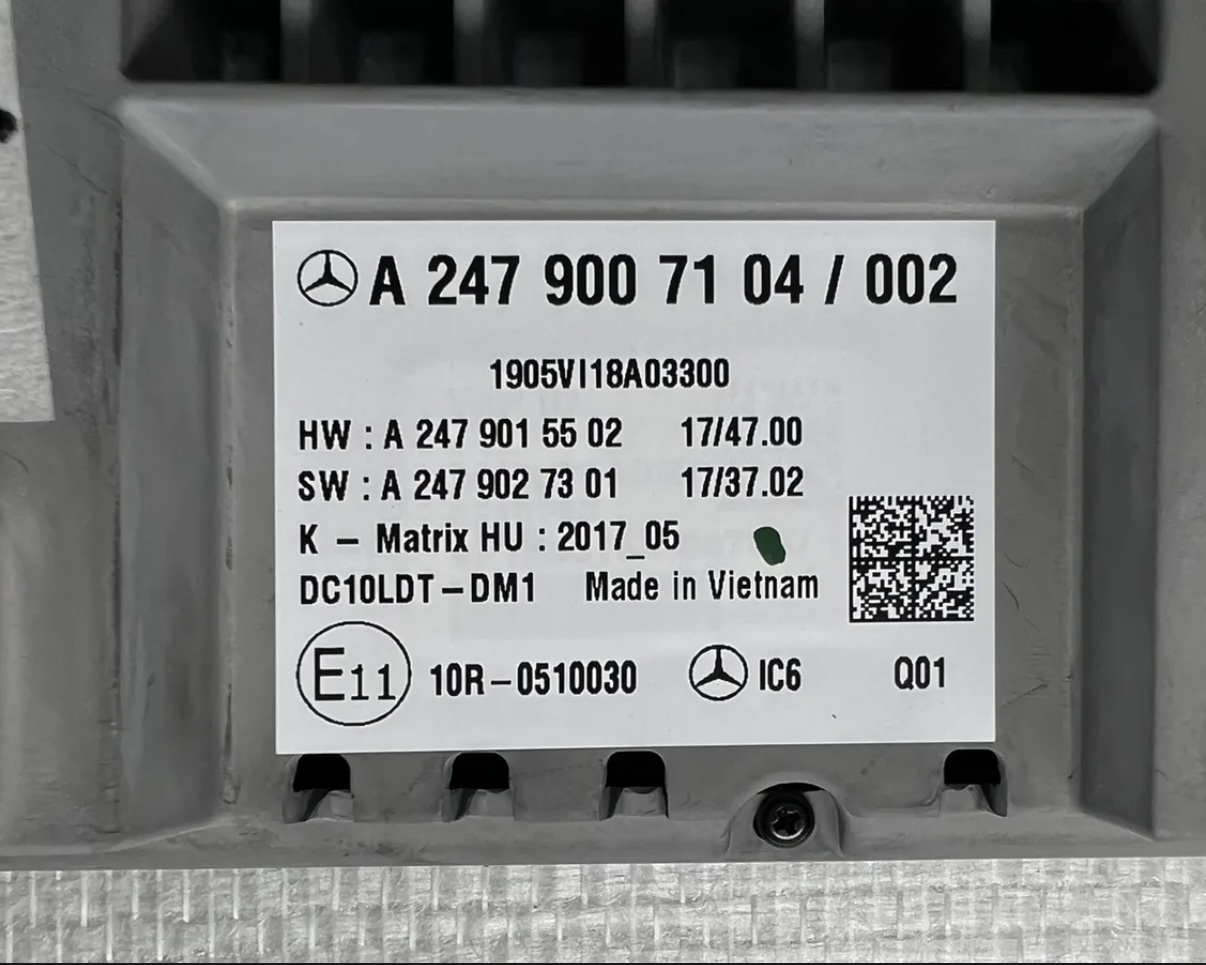 A 247 900 71 04 / 002
1905VI18A03300
HW : A 247 901 55 02 17/47.00
SW : A 247 902 73 01 17/37.02
K - Matrix HU : 2017_05
DC10LDT-DM1 Made in Vietnam
E11 10R-0510030 IC6 Q01